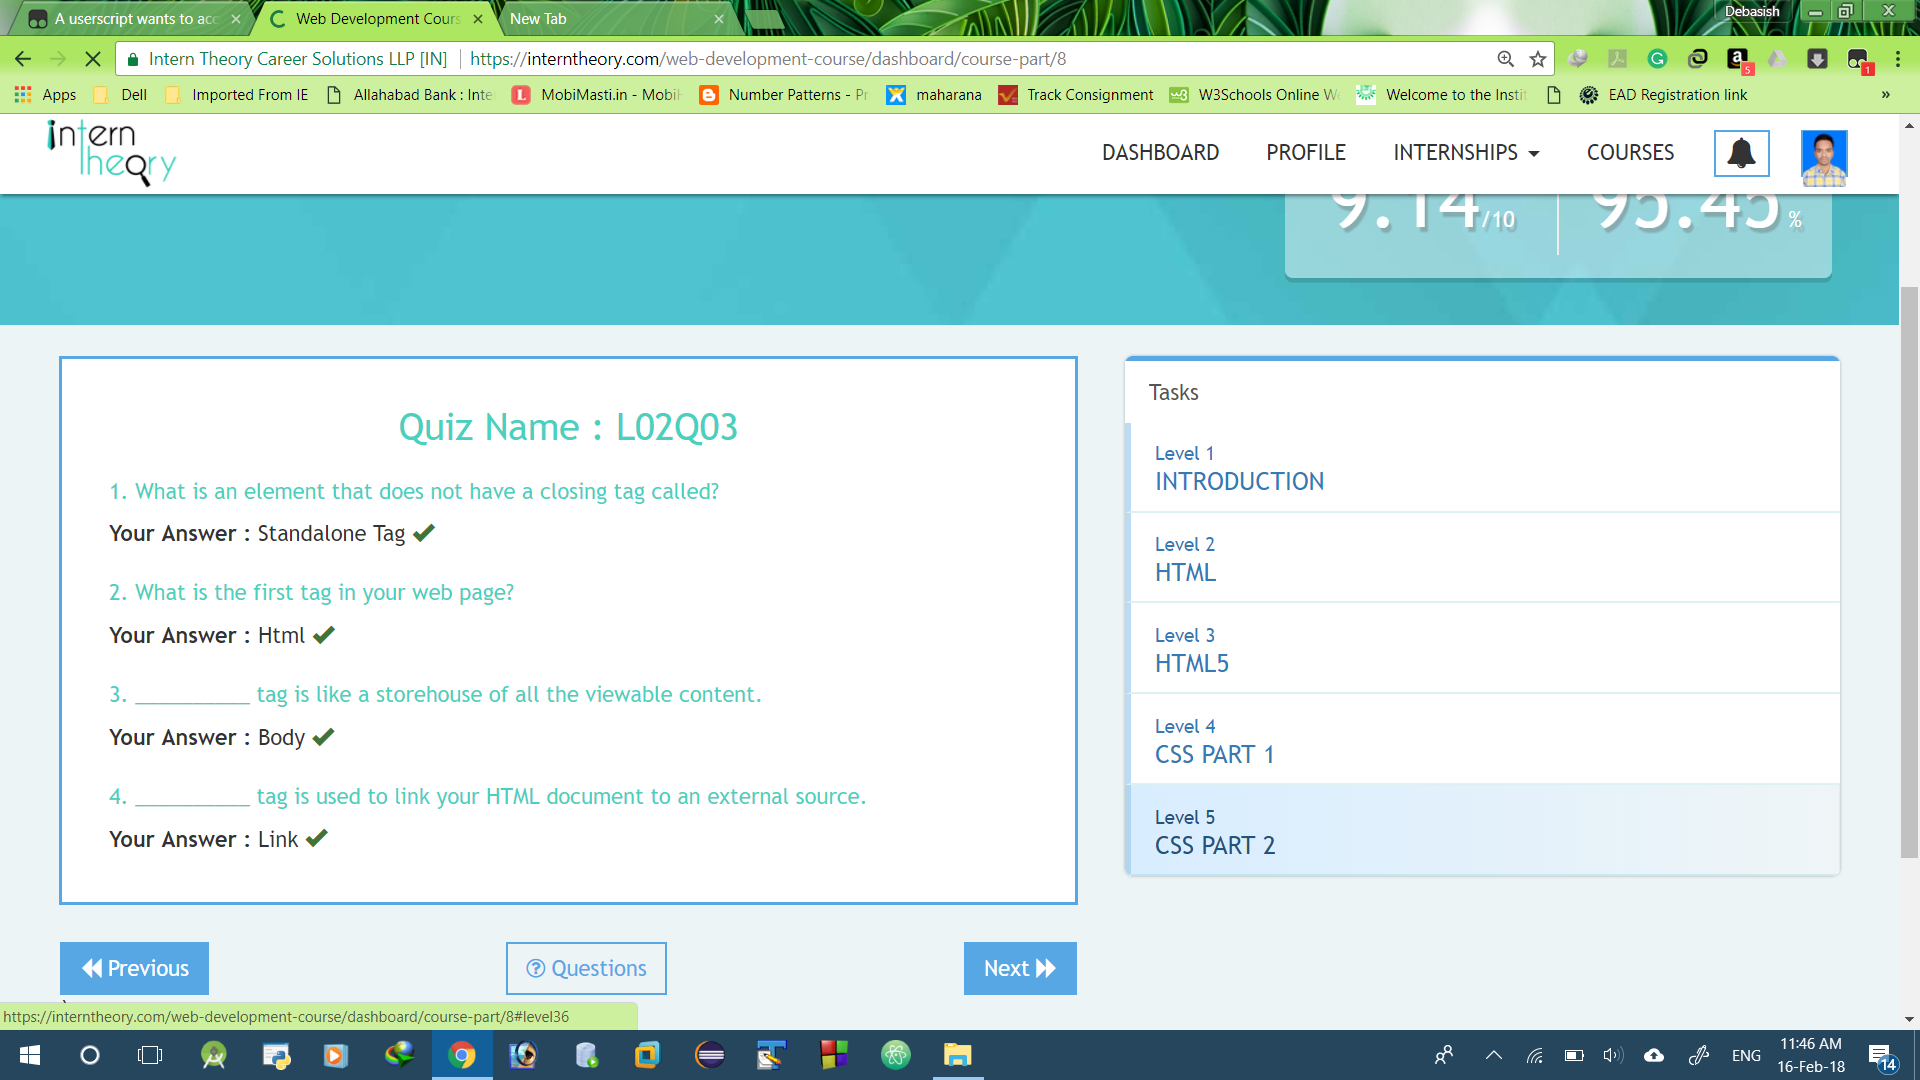 A userscript wants to acc
Web Development Cours
New Tab
Debasish
Intern Theory Career Solutions LLP [IN]
https://interntheory.com/web-development-course/dashboard/course-part/8
5
1
Apps
Dell
Imported From IE
Allahabad Bank : Inte
MobiMasti.in - Mobi
Number Patterns - Pr
maharana
Track Consignment
W3Schools Online W
Welcome to the Instit
EAD Registration link
»
intern
theory
DASHBOARD
PROFILE
INTERNSHIPS
COURSES
9.14/10
95.45%
Quiz Name : L02Q03
1. What is an element that does not have a closing tag called?
Your Answer : Standalone Tag
2. What is the first tag in your web page?
Your Answer : Html
3. __________ tag is like a storehouse of all the viewable content.
Your Answer : Body
4. __________ tag is used to link your HTML document to an external source.
Your Answer : Link
Previous
Questions
Next
Tasks
Level 1
INTRODUCTION
Level 2
HTML
Level 3
HTML5
Level 4
CSS PART 1
Level 5
CSS PART 2
https://interntheory.com/web-development-course/dashboard/course-part/8#level36
ENG
11:46 AM
16-Feb-18
14